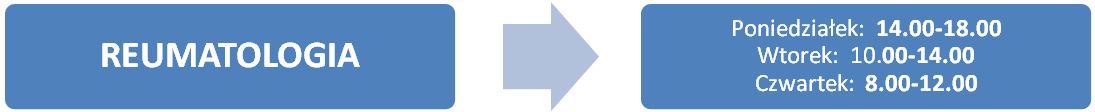 REUMATOLOGIA
Poniedziałek: 14.00-18.00
Wtorek: 10.00-14.00
Czwartek: 8.00-12.00